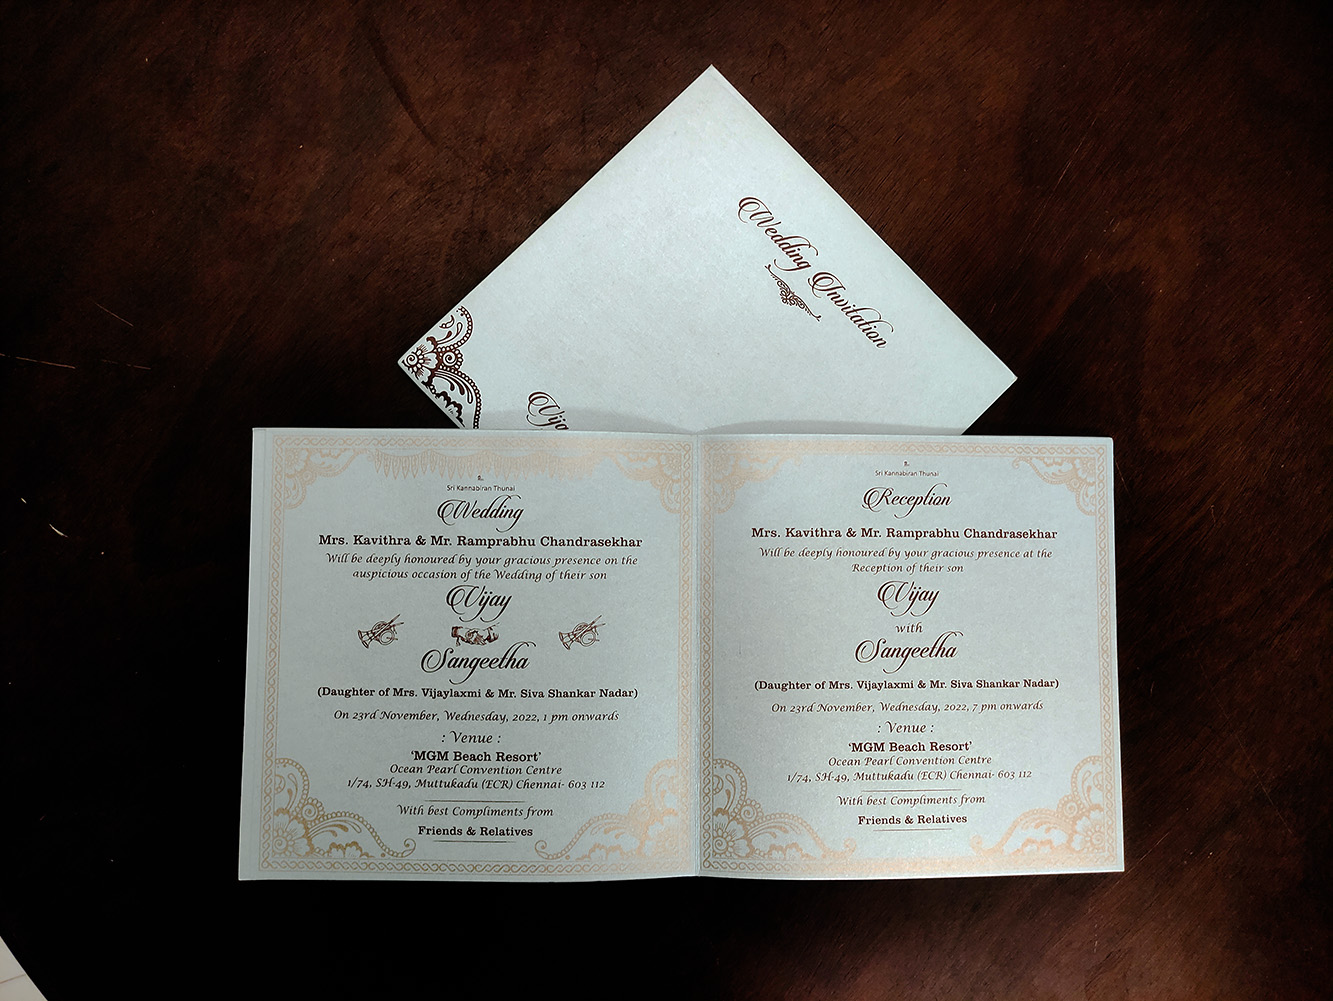 Wedding Invitation
Sri Kannabiran Thunai
Wedding
Mrs. Kavithra & Mr. Ramprabhu Chandrasekhar
Will be deeply honoured by your gracious presence on the
auspicious occasion of the Wedding of their son
Vijay
Sangeetha
(Daughter of Mrs. Vijaylaxmi & Mr. Siva Shankar Nadar)
On 23rd November, Wednesday, 2022, 1 pm onwards
: Venue :
‘MGM Beach Resort’
Ocean Pearl Convention Centre
1/74, SH-49, Muttukadu (ECR) Chennai- 603 112
With best Compliments from
Friends & Relatives
Sri Kannabiran Thunai
Reception
Mrs. Kavithra & Mr. Ramprabhu Chandrasekhar
Will be deeply honoured by your gracious presence at the
Reception of their son
Vijay
with
Sangeetha
(Daughter of Mrs. Vijaylaxmi & Mr. Siva Shankar Nadar)
On 23rd November, Wednesday, 2022, 7 pm onwards
: Venue :
‘MGM Beach Resort’
Ocean Pearl Convention Centre
1/74, SH-49, Muttukadu (ECR) Chennai- 603 112
With best Compliments from
Friends & Relatives